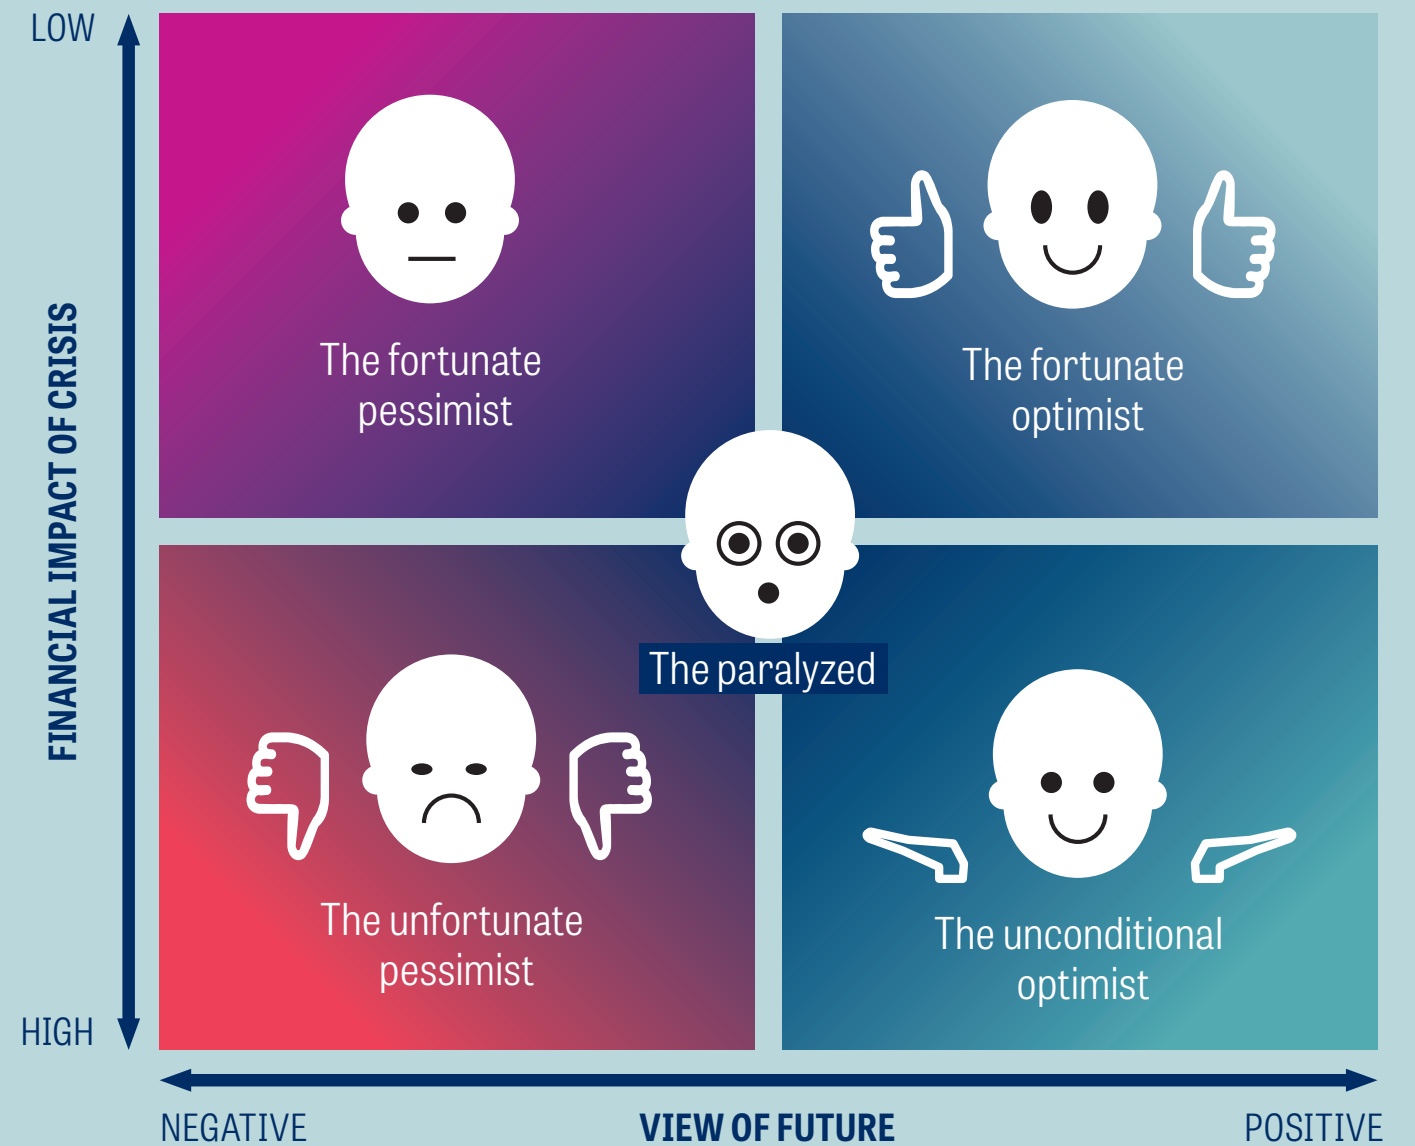 LOW
FINANCIAL IMPACT OF CRISIS
HIGH
The fortunate
pessimist
The fortunate
optimist
The paralyzed
The unfortunate
pessimist
The unconditional
optimist
NEGATIVE
VIEW OF FUTURE
POSITIVE